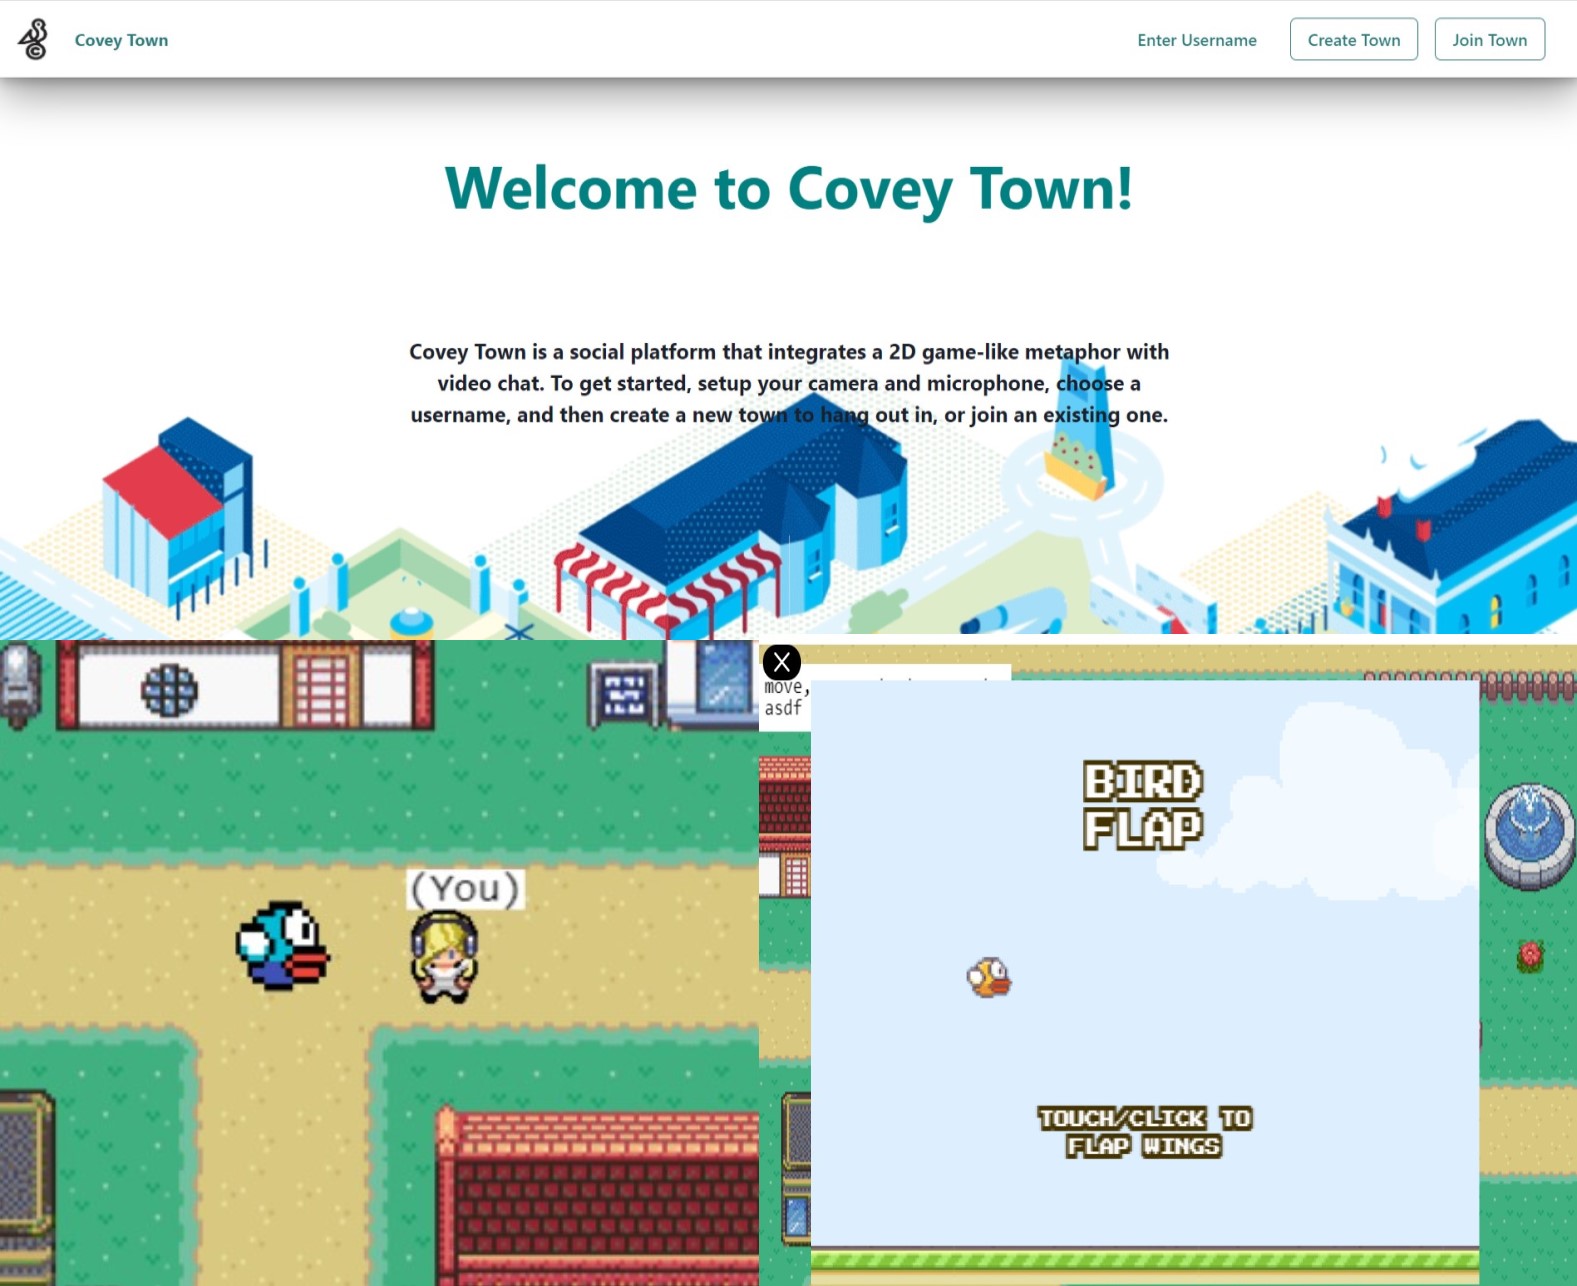 Covey Town
Enter Username
Create Town
Join Town
Welcome to Covey Town!
Covey Town is a social platform that integrates a 2D game-like metaphor with
video chat. To get started, setup your camera and microphone, choose a
username, and then create a new town to hang out in, or join an existing one.
(You)
X
move,
asdf
BIRD
FLAP
TOUCH/CLICK TO
FLAP WINGS